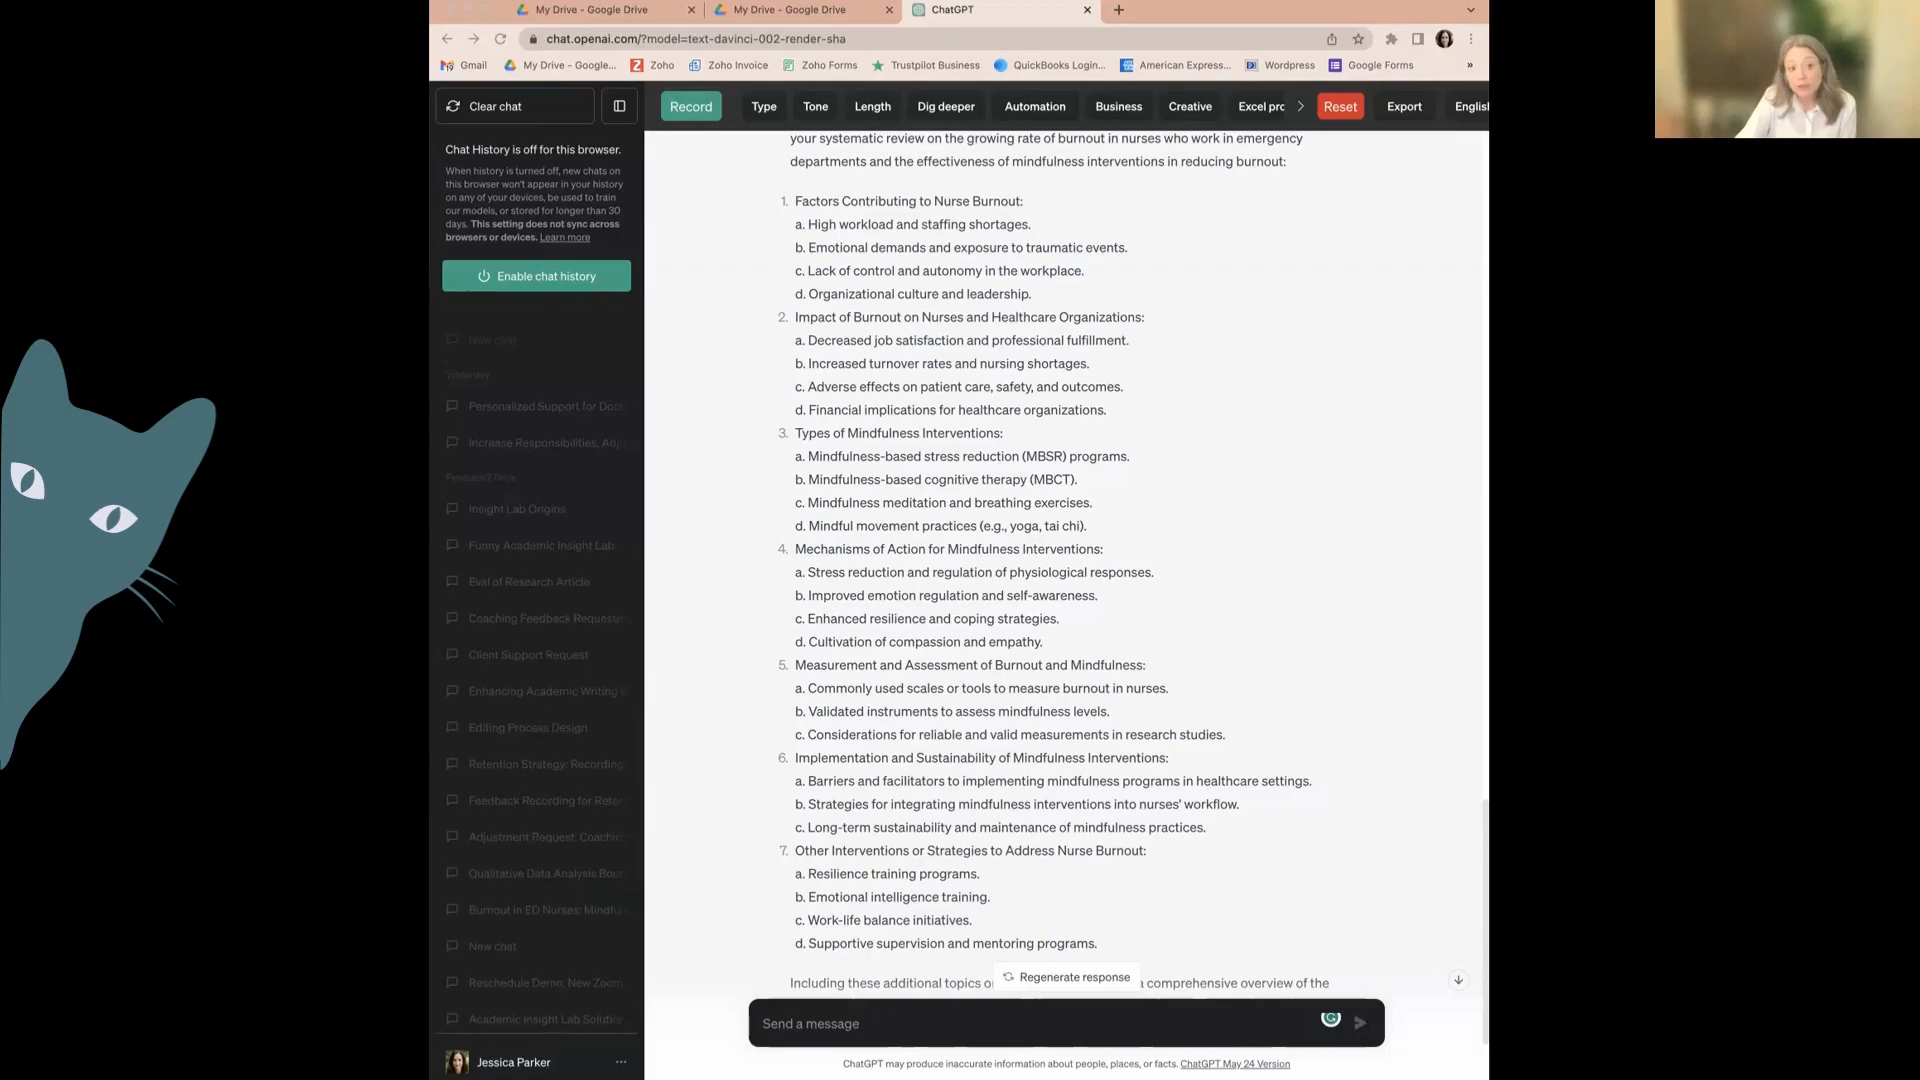 My Drive - Google Drive
My Drive - Google Drive
ChatGPT
chat.openai.com/?model=text-davinci-002-render-sha
Gmail
My Drive - Google...
Zoho
Zoho Invoice
Zoho Forms
Trustpilot Business
QuickBooks Login...
American Express...
Wordpress
Google Forms
»
Clear chat
Record
Type
Tone
Length
Dig deeper
Automation
Business
Creative
Excel prc
Reset
Export
English
Chat History is off for this browser.
When history is turned off, new chats on
this browser won't appear in your history
on any of your devices, be used to train
our models, or stored for longer than 30
days. This setting does not sync across
browsers or devices. Learn more
Enable chat history
New chat
Yesterday
Personalized Support for Doct
Increase Responsibilities, Adju
Previous 7 Days
Insight Lab Origins
Funny Academic Insight Lab
Eval of Research Article
Coaching Feedback Requeste
Client Support Request
Enhancing Academic Writing
Editing Process Design
Retention Strategy: Recording
Feedback Recording for Reten
Adjustment Request: Coachin
Qualitative Data Analysis Boot
Burnout in ED Nurses: Mindfu
New chat
Reschedule Demo, New Zoom
Academic Insight Lab Solution
Jessica Parker
your systematic review on the growing rate of burnout in nurses who work in emergency
departments and the effectiveness of mindfulness interventions in reducing burnout:
1. Factors Contributing to Nurse Burnout:
a. High workload and staffing shortages.
b. Emotional demands and exposure to traumatic events.
c. Lack of control and autonomy in the workplace.
d. Organizational culture and leadership.
2. Impact of Burnout on Nurses and Healthcare Organizations:
a. Decreased job satisfaction and professional fulfillment.
b. Increased turnover rates and nursing shortages.
c. Adverse effects on patient care, safety, and outcomes.
d. Financial implications for healthcare organizations.
3. Types of Mindfulness Interventions:
a. Mindfulness-based stress reduction (MBSR) programs.
b. Mindfulness-based cognitive therapy (MBCT).
c. Mindfulness meditation and breathing exercises.
d. Mindful movement practices (e.g., yoga, tai chi).
4. Mechanisms of Action for Mindfulness Interventions:
a. Stress reduction and regulation of physiological responses.
b. Improved emotion regulation and self-awareness.
c. Enhanced resilience and coping strategies.
d. Cultivation of compassion and empathy.
5. Measurement and Assessment of Burnout and Mindfulness:
a. Commonly used scales or tools to measure burnout in nurses.
b. Validated instruments to assess mindfulness levels.
c. Considerations for reliable and valid measurements in research studies.
6. Implementation and Sustainability of Mindfulness Interventions:
a. Barriers and facilitators to implementing mindfulness programs in healthcare settings.
b. Strategies for integrating mindfulness interventions into nurses' workflow.
c. Long-term sustainability and maintenance of mindfulness practices.
7. Other Interventions or Strategies to Address Nurse Burnout:
a. Resilience training programs.
b. Emotional intelligence training.
c. Work-life balance initiatives.
d. Supportive supervision and mentoring programs.
Including these additional topics o
a comprehensive overview of the
Regenerate response
Send a message
ChatGPT may produce inaccurate information about people, places, or facts. ChatGPT May 24 Version